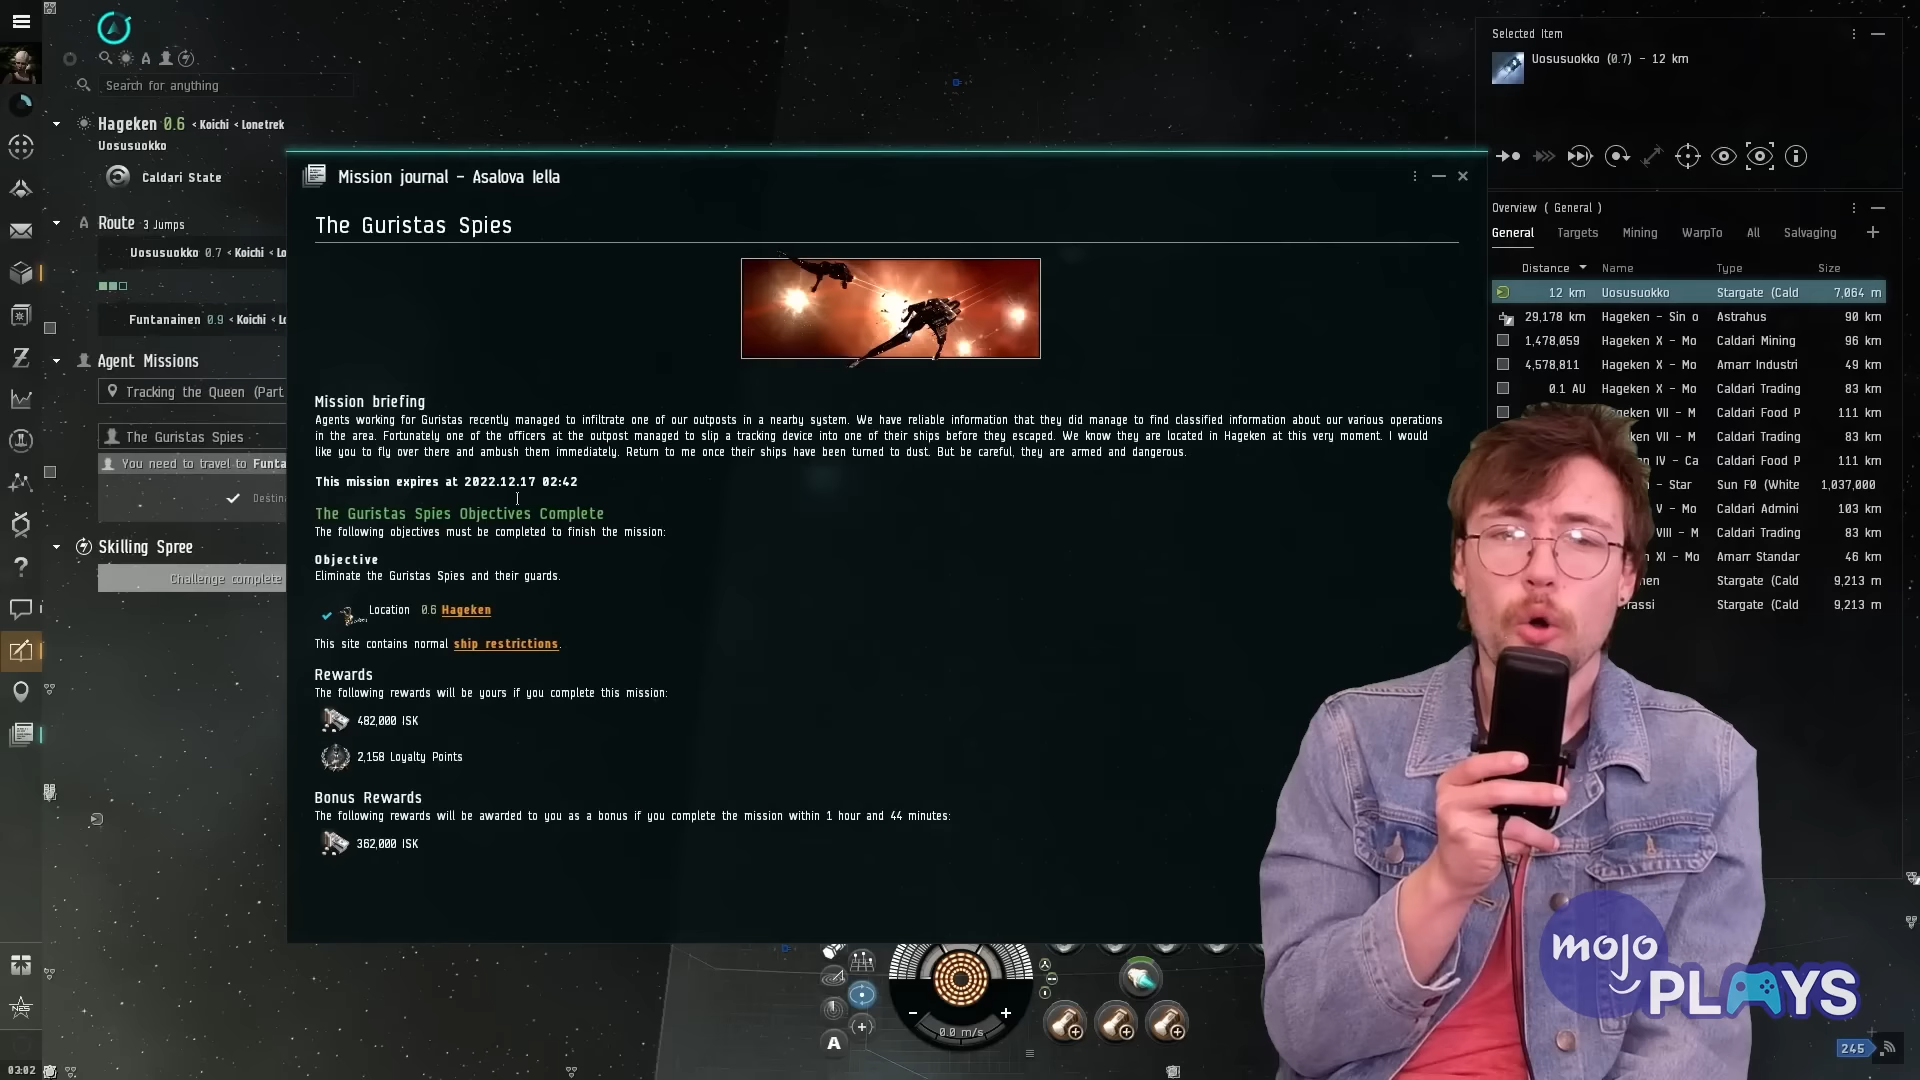 Search for anything
Hageken 0.6 < Koichi < Lonetrek
Uosusuokko
Caldari State
Route 3 Jumps
Uosusuokko 0.7 < Koichi < Lo
Funtanainen 0.9 < Koichi < L
Agent Missions
Tracking the Queen (Part
The Guristas Spies
You need to travel to Funta
Destina
Skilling Spree
Challenge complete
03:02
Mission journal - Asalova Iella
The Guristas Spies
Mission briefing
Agents working for Guristas recently managed to infiltrate one of our outposts in a nearby system. We have reliable information that they did manage to find classified information about our various operations
in the area. Fortunately one of the officers at the outpost managed to slip a tracking device into one of their ships before they escaped. We know they are located in Hageken at this very moment. I would
like you to fly over there and ambush them immediately. Return to me once their ships have been turned to dust. But be careful, they are armed and dangerous.
This mission expires at 2022.12.17 02:42
The Guristas Spies Objectives Complete
The following objectives must be completed to finish the mission:
Objective
Eliminate the Guristas Spies and their guards.
Location 0.6 Hageken
This site contains normal ship restrictions.
Rewards
The following rewards will be yours if you complete this mission:
482,000 ISK
2,158 Loyalty Points
Bonus Rewards
The following rewards will be awarded to you as a bonus if you complete the mission within 1 hour and 44 minutes:
362,000 ISK
0.0 m/s
A
Selected Item
Uosusuokko (0.7) - 12 km
Overview ( General )
General Targets Mining WarpTo All Salvaging +
Distance Name Type Size
12 km Uosusuokko Stargate (Cald 7,064 m
29,178 km Hageken - Sin o Astrahus 90 km
1,478,059 Hageken X - Mo Caldari Mining 96 km
4,578,811 Hageken X - Mo Amarr Industri 49 km
0.1 AU Hageken X - Mo Caldari Trading 83 km
Hageken VII - M Caldari Food P 111 km
VII - M Caldari Trading 83 km
IV - Ca Caldari Food P 111 km
- Star Sun F0 (White 1,037,000
V - Mo Caldari Admini 103 km
VIII - M Caldari Trading 83 km
XI - Mo Amarr Standar 46 km
nen Stargate (Cald 9,213 m
rassi Stargate (Cald 9,213 m
mojo
PLAYS
245